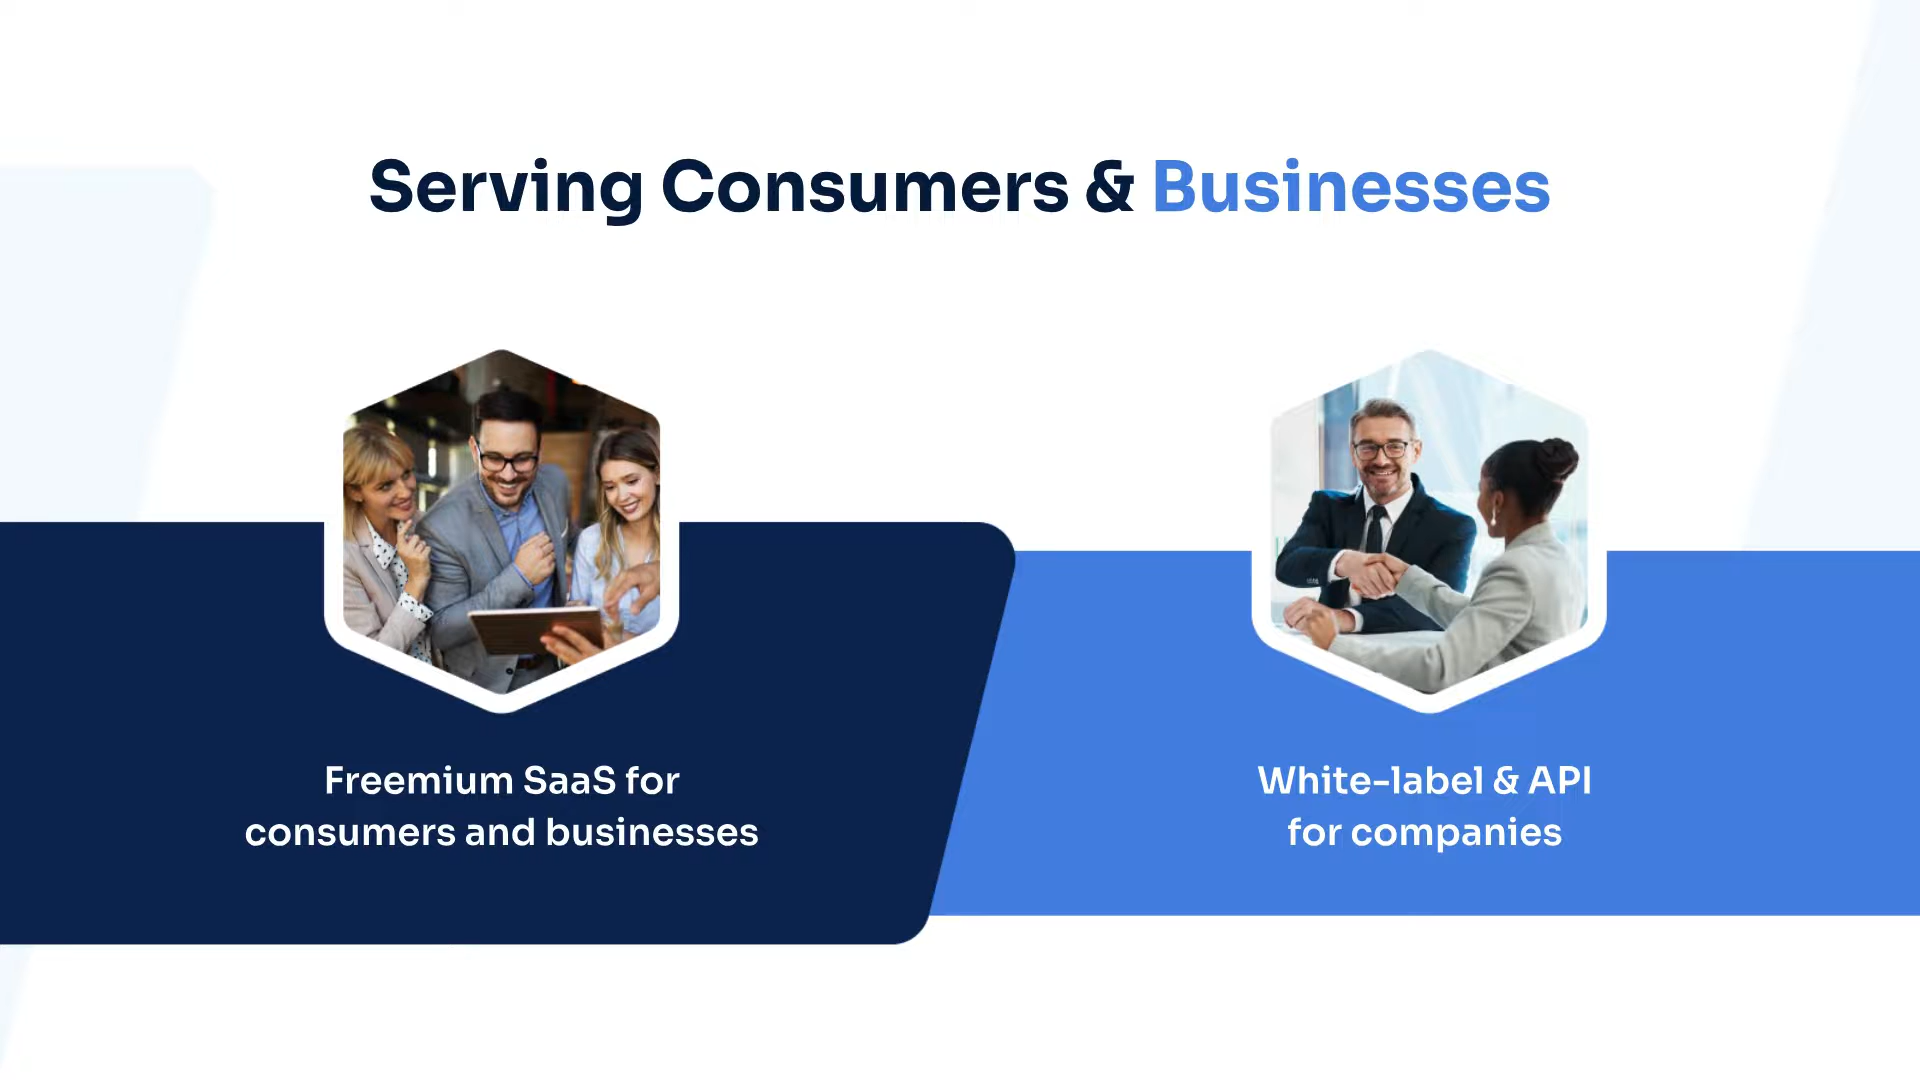 Serving Consumers & Businesses
Freemium SaaS for
consumers and businesses
White-label & API
for companies